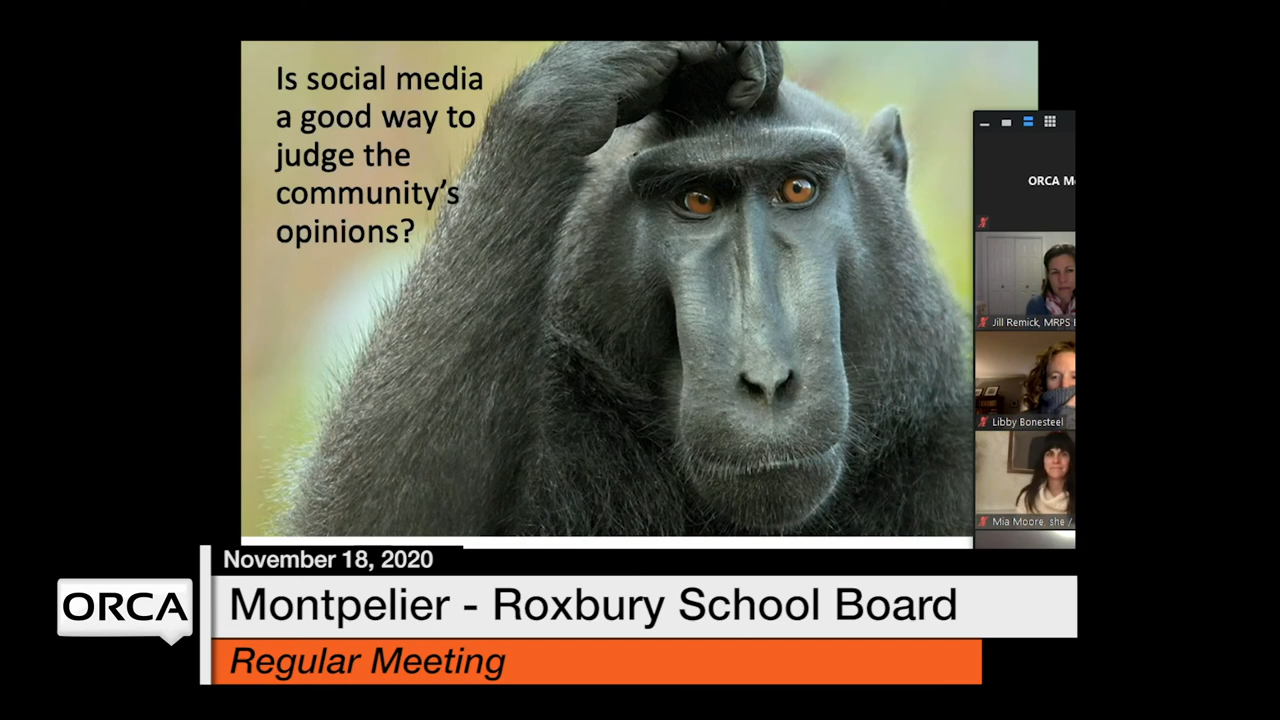 Is social media
a good way to
judge the
community's
opinions?
ORCA M
Jill Remick, MRPS
Libby Bonesteel
Mia Moore, she /
November 18, 2020
ORCA
Montpelier - Roxbury School Board
Regular Meeting